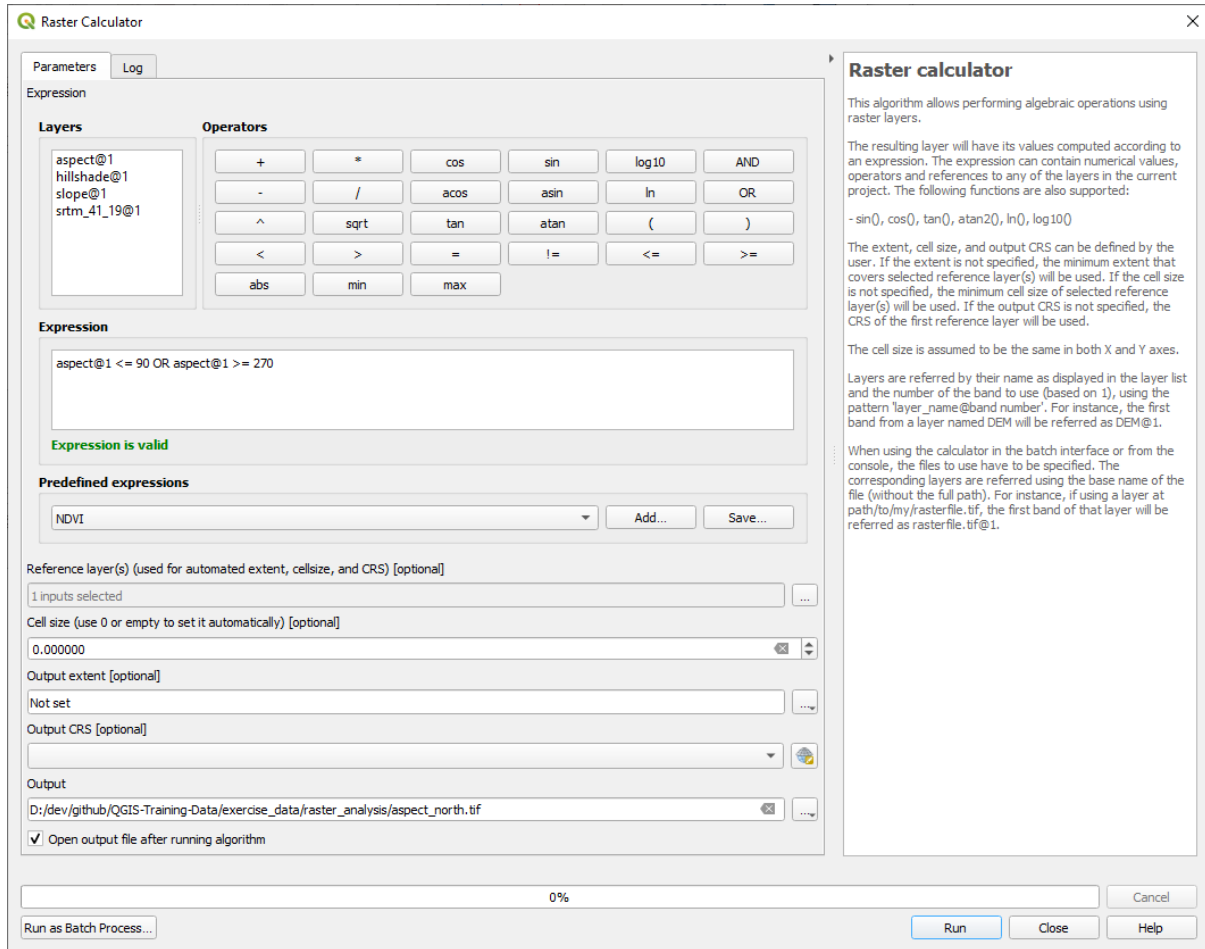 Raster Calculator
Parameters
Log
Expression
Layers
Operators
aspect@1
hillshade@1
slope@1
srtm_41_19@1
+
*
cos
sin
log10
AND
-
/
acos
asin
ln
OR
^
sqrt
tan
atan
(
)
<
>
=
!=
<=
>=
abs
min
max
Expression
aspect@1 <= 90 OR aspect@1 >= 270
Expression is valid
Predefined expressions
NDVI
Add...
Save...
Reference layer(s) (used for automated extent, cellsize, and CRS) [optional]
1 inputs selected
...
Cell size (use 0 or empty to set it automatically) [optional]
0.000000
Output extent [optional]
Not set
...
Output CRS [optional]
Output
D:/dev/github/QGIS-Training-Data/exercise_data/raster_analysis/aspect_north.tif
...
Open output file after running algorithm
Raster calculator
This algorithm allows performing algebraic operations using
raster layers.
The resulting layer will have its values computed according to
an expression. The expression can contain numerical values,
operators and references to any of the layers in the current
project. The following functions are also supported:
- sin(), cos(), tan(), atan2(), ln(), log10()
The extent, cell size, and output CRS can be defined by the
user. If the extent is not specified, the minimum extent that
covers selected reference layer(s) will be used. If the cell size
is not specified, the minimum cell size of selected reference
layer(s) will be used. If the output CRS is not specified, the
CRS of the first reference layer will be used.
The cell size is assumed to be the same in both X and Y axes.
Layers are referred by their name as displayed in the layer list
and the number of the band to use (based on 1), using the
pattern 'layer_name@band number'. For instance, the first
band from a layer named DEM will be referred as DEM@1.
When using the calculator in the batch interface or from the
console, the files to use have to be specified. The
corresponding layers are referred using the base name of the
file (without the full path). For instance, if using a layer at
path/to/my/rasterfile.tif, the first band of that layer will be
referred as rasterfile.tif@1.
0%
Cancel
Run as Batch Process...
Run
Close
Help